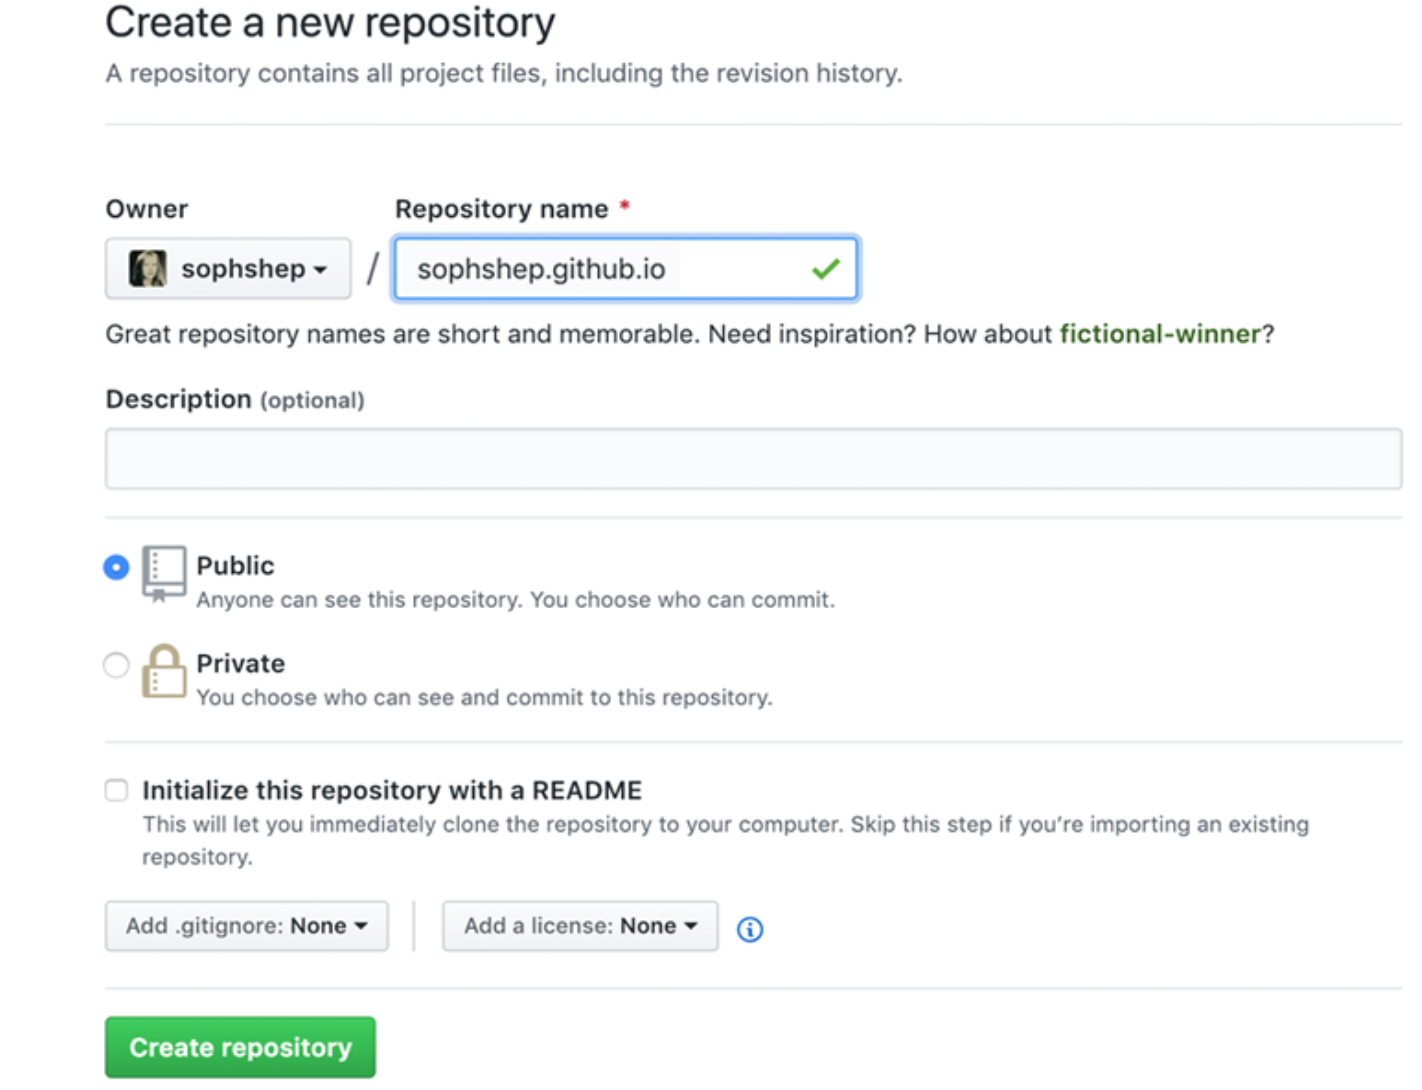 Create a new repository
A repository contains all project files, including the revision history.
Owner
Repository name *
sophshep
/
sophshep.github.io
Great repository names are short and memorable. Need inspiration? How about fictional-winner?
Description (optional)
Public
Anyone can see this repository. You choose who can commit.
Private
You choose who can see and commit to this repository.
Initialize this repository with a README
This will let you immediately clone the repository to your computer. Skip this step if you’re importing an existing
repository.
Add .gitignore: None
Add a license: None
Create repository